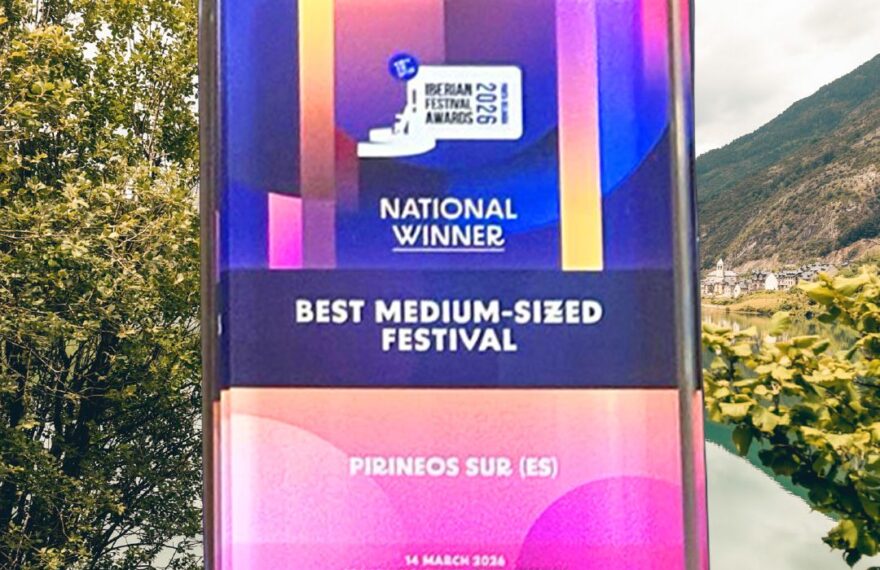 IBERIAN
FESTIVAL
AWARDS
2026
NATIONAL
WINNER
BEST MEDIUM-SIZED
FESTIVAL
PIRINEOS SUR (ES)
14 MARCH 2026